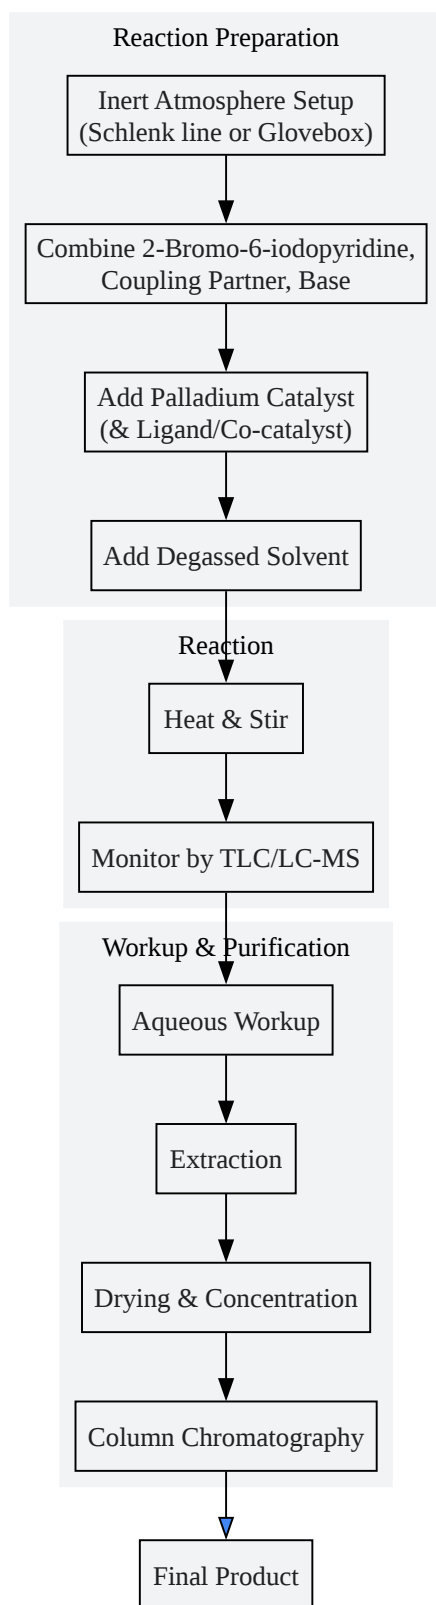 Reaction Preparation
Inert Atmosphere Setup
(Schlenk line or Glovebox)
Combine 2-Bromo-6-iodopyridine,
Coupling Partner, Base
Add Palladium Catalyst
(& Ligand/Co-catalyst)
Add Degassed Solvent
Reaction
Heat & Stir
Monitor by TLC/LC-MS
Workup & Purification
Aqueous Workup
Extraction
Drying & Concentration
Column Chromatography
Final Product